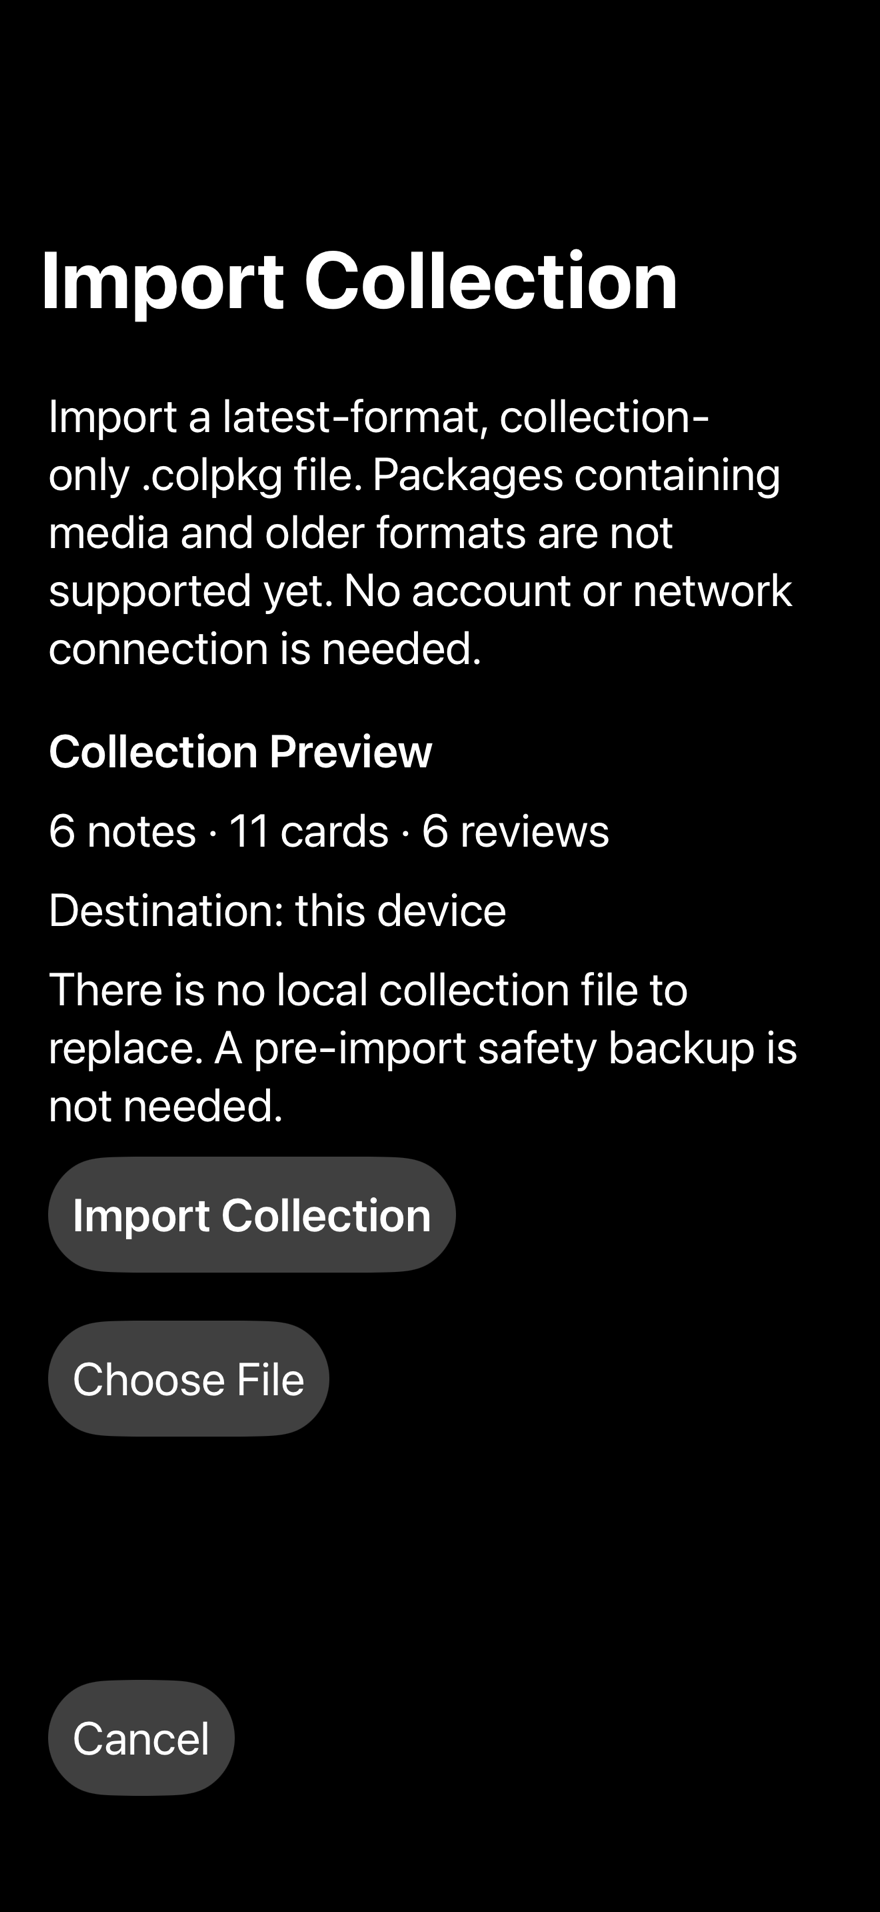 Import Collection
Import a latest-format, collection-
only .colpkg file. Packages containing
media and older formats are not
supported yet. No account or network
connection is needed.
Collection Preview
6 notes · 11 cards · 6 reviews
Destination: this device
There is no local collection file to
replace. A pre-import safety backup is
not needed.
Import Collection
Choose File
Cancel